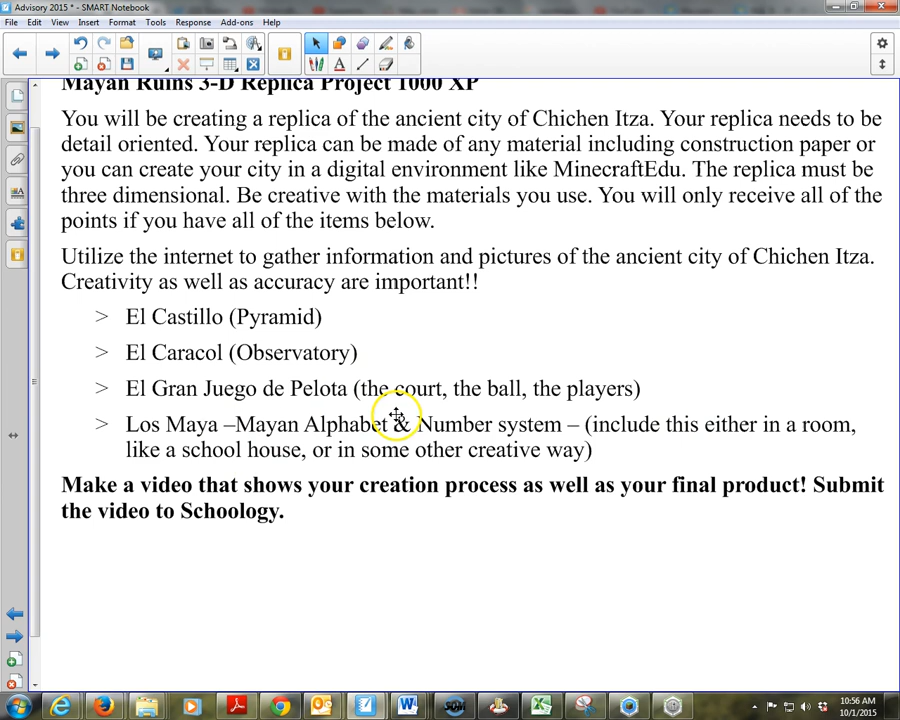 Advisory 2015 * - SMART Notebook
File Edit View Insert Format Tools Response Add-ons Help
Mayan Ruins 3-D Replica Project 1000 XP
You will be creating a replica of the ancient city of Chichen Itza. Your replica needs to be
detail oriented. Your replica can be made of any material including construction paper or
you can create your city in a digital environment like MinecraftEdu. The replica must be
three dimensional. Be creative with the materials you use. You will only receive all of the
points if you have all of the items below.
Utilize the internet to gather information and pictures of the ancient city of Chichen Itza.
Creativity as well as accuracy are important!!
> El Castillo (Pyramid)
> El Caracol (Observatory)
> El Gran Juego de Pelota (the court, the ball, the players)
> Los Maya –Mayan Alphabet & Number system – (include this either in a room,
like a school house, or in some other creative way)
Make a video that shows your creation process as well as your final product! Submit
the video to Schoology.
10:56 AM
10/1/2015